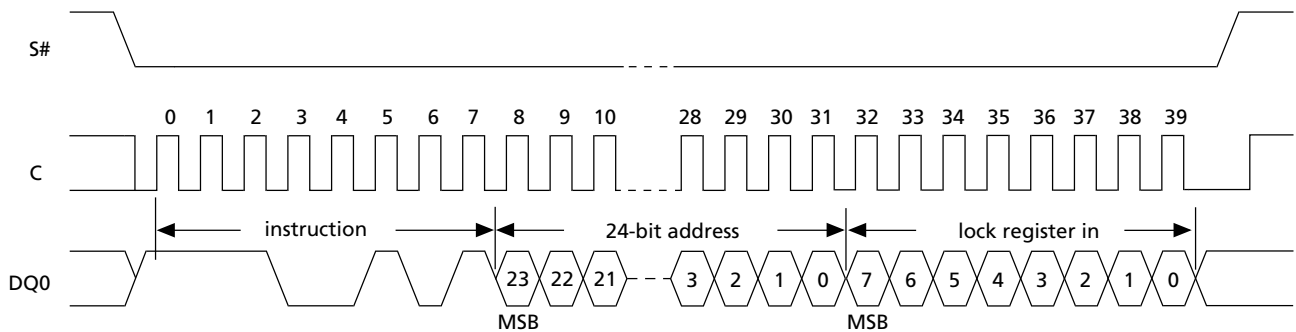 S#
0 1 2 3 4 5 6 7 8 9 10 28 29 30 31 32 33 34 35 36 37 38 39
C
instruction 24-bit address lock register in
DQ0 23 22 21 3 2 1 0 7 6 5 4 3 2 1 0
MSB MSB